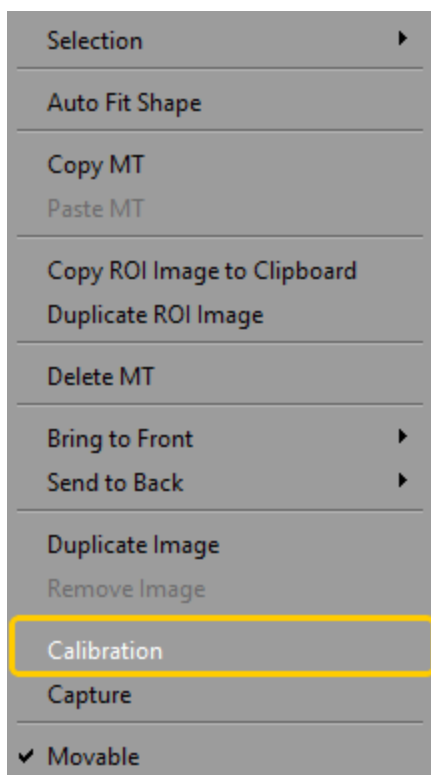 Selection
Auto Fit Shape
Copy MT
Paste MT
Copy ROI Image to Clipboard
Duplicate ROI Image
Delete MT
Bring to Front
Send to Back
Duplicate Image
Remove Image
Calibration
Capture
Movable